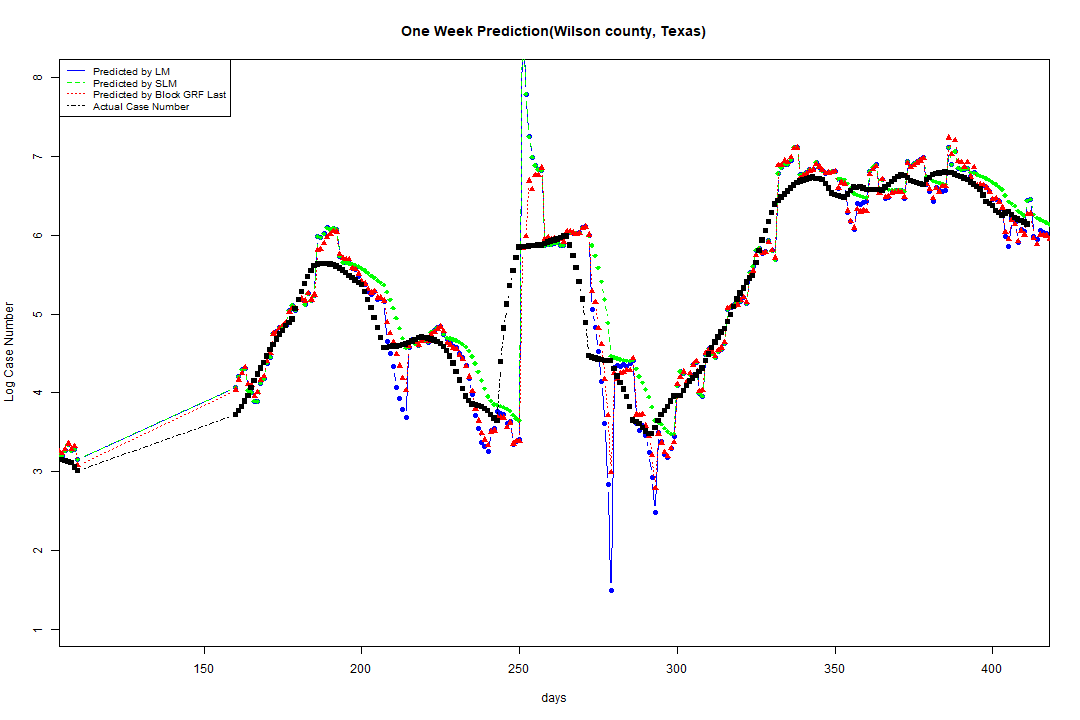 One Week Prediction(Wilson county, Texas)
Predicted by LM
Predicted by SLM
Predicted by Block GRF Last
Actual Case Number
8
7
6
5
4
3
2
1
Log Case Number
150
200
250
300
350
400
days